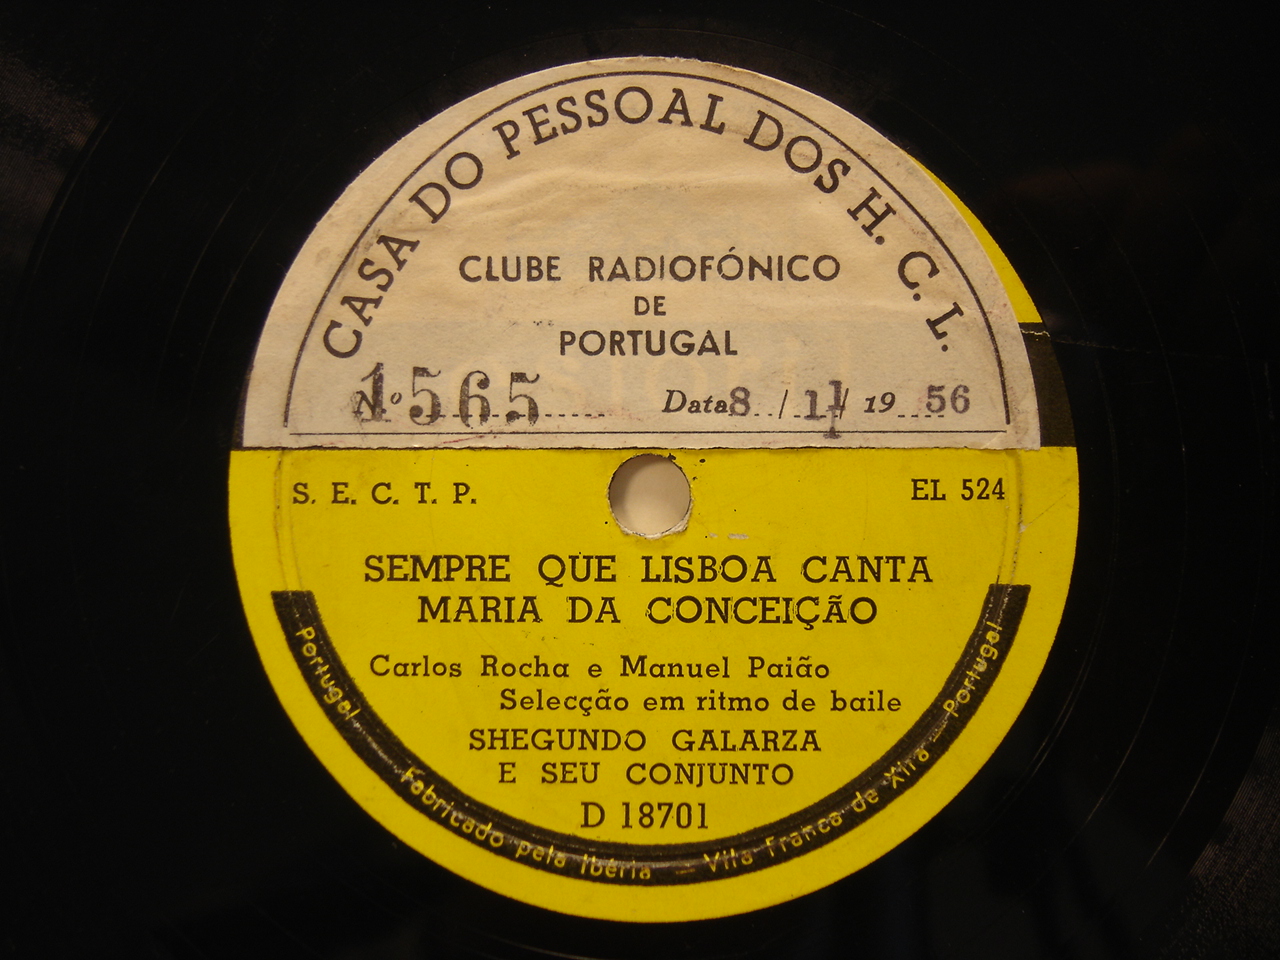 CASA DO PESSOAL DOS H. C. L.
CLUBE RADIOFÓNICO
DE
PORTUGAL
Nº 1565 Data 8 / 11 / 19 56
S. E. C. T. P.
EL 524
SEMPRE QUE LISBOA CANTA
MARIA DA CONCEIÇÃO
Carlos Rocha e Manuel Paião
Selecção em ritmo de baile
SHEGUNDO GALARZA
E SEU CONJUNTO
D 18701
Portugal — Fabricado pela Ibéria — Vila Franca de Xira — Portugal